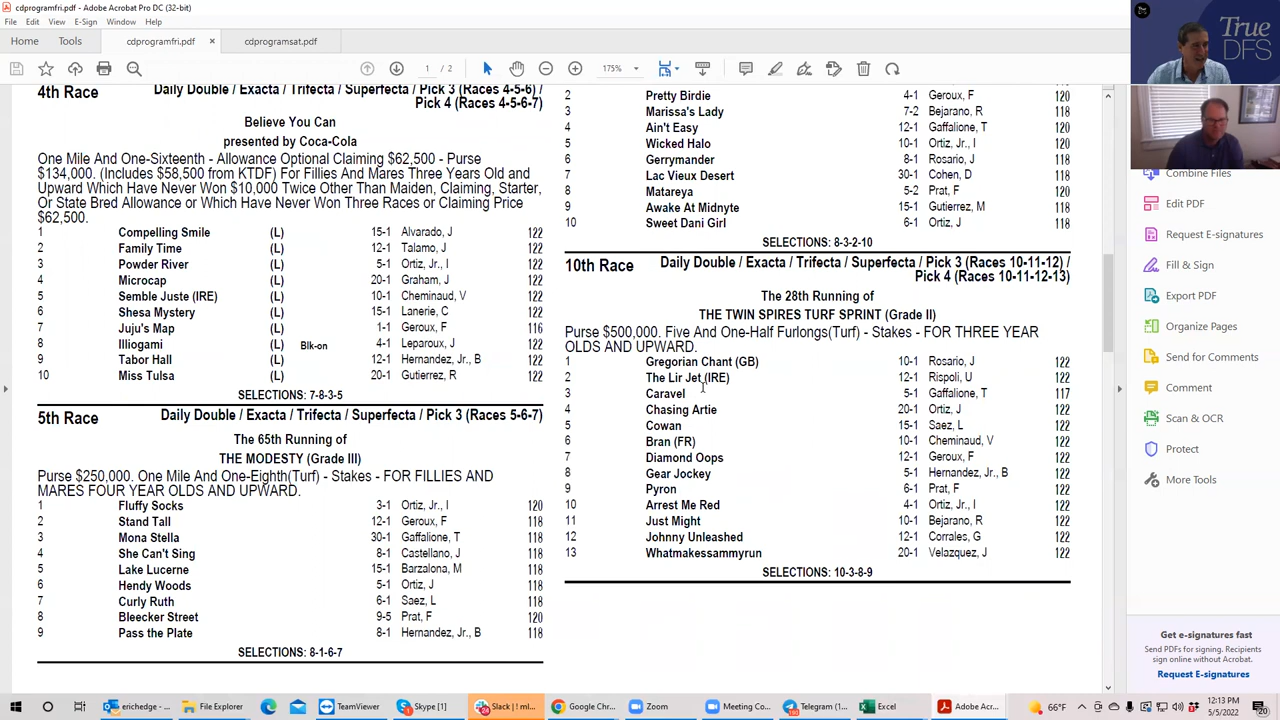 cdprogramfri.pdf - Adobe Acrobat Pro DC (32-bit)
File Edit View E-Sign Window Help
Home Tools cdprogramfri.pdf × cdprogramsat.pdf
1 / 2 175%
4th Race Daily Double / Exacta / Trifecta / Superfecta / Pick 3 (Races 4-5-6) /
Pick 4 (Races 4-5-6-7)
Believe You Can
presented by Coca-Cola
One Mile And One-Sixteenth - Allowance Optional Claiming $62,500 - Purse
$134,000. (Includes $58,500 from KTDF) For Fillies And Mares Three Years Old and
Upward Which Have Never Won $10,000 Twice Other Than Maiden, Claiming, Starter,
Or State Bred Allowance or Which Have Never Won Three Races or Claiming Price
$62,500.
1 Compelling Smile (L) 15-1 Alvarado, J 122
2 Family Time (L) 12-1 Talamo, J 122
3 Powder River (L) 5-1 Ortiz, Jr., I 122
4 Microcap (L) 20-1 Graham, J 122
5 Semble Juste (IRE) (L) 10-1 Cheminaud, V 122
6 Shesa Mystery (L) 15-1 Lanerie, C 122
7 Juju's Map (L) 1-1 Geroux, F 116
8 Illiogami (L) Blk-on 4-1 Leparoux, J 122
9 Tabor Hall (L) 12-1 Hernandez, Jr., B 122
10 Miss Tulsa (L) 20-1 Gutierrez, R 122
SELECTIONS: 7-8-3-5
5th Race Daily Double / Exacta / Trifecta / Superfecta / Pick 3 (Races 5-6-7)
The 65th Running of
THE MODESTY (Grade III)
Purse $250,000. One Mile And One-Eighth(Turf) - Stakes - FOR FILLIES AND
MARES FOUR YEAR OLDS AND UPWARD.
1 Fluffy Socks 3-1 Ortiz, Jr., I 120
2 Stand Tall 12-1 Geroux, F 118
3 Mona Stella 30-1 Gaffalione, T 118
4 She Can't Sing 8-1 Castellano, J 118
5 Lake Lucerne 15-1 Barzalona, M 118
6 Hendy Woods 5-1 Ortiz, J 118
7 Curly Ruth 6-1 Saez, L 118
8 Bleecker Street 9-5 Prat, F 120
9 Pass the Plate 8-1 Hernandez, Jr., B 118
SELECTIONS: 8-1-6-7
2 Pretty Birdie 4-1 Geroux, F 120
3 Marissa's Lady 7-2 Bejarano, R 118
4 Ain't Easy 12-1 Gaffalione, T 120
5 Wicked Halo 10-1 Ortiz, Jr., I 120
6 Gerrymander 8-1 Rosario, J 118
7 Lac Vieux Desert 30-1 Cohen, D 118
8 Matareya 5-2 Prat, F 120
9 Awake At Midnyte 15-1 Gutierrez, M 118
10 Sweet Dani Girl 6-1 Ortiz, J 118
SELECTIONS: 8-3-2-10
10th Race Daily Double / Exacta / Trifecta / Superfecta / Pick 3 (Races 10-11-12) /
Pick 4 (Races 10-11-12-13)
The 28th Running of
THE TWIN SPIRES TURF SPRINT (Grade II)
Purse $500,000. Five And One-Half Furlongs(Turf) - Stakes - FOR THREE YEAR
OLDS AND UPWARD.
1 Gregorian Chant (GB) 10-1 Rosario, J 122
2 The Lir Jet (IRE) 12-1 Rispoli, U 122
3 Caravel 5-1 Gaffalione, T 117
4 Chasing Artie 20-1 Ortiz, J 122
5 Cowan 15-1 Saez, L 122
6 Bran (FR) 10-1 Cheminaud, V 122
7 Diamond Oops 12-1 Geroux, F 122
8 Gear Jockey 5-1 Hernandez, Jr., B 122
9 Pyron 6-1 Prat, F 122
10 Arrest Me Red 4-1 Ortiz, Jr., I 122
11 Just Might 10-1 Bejarano, R 122
12 Johnny Unleashed 12-1 Corrales, G 122
13 Whatmakessammyrun 20-1 Velazquez, J 122
SELECTIONS: 10-3-8-9
True
DFS
Combine Files
Edit PDF
Request E-signatures
Fill & Sign
Export PDF
Organize Pages
Send for Comments
Comment
Scan & OCR
Protect
More Tools
Get e-signatures fast
Send PDFs for signing. Recipients
sign online without Acrobat.
Request E-signatures
erichedge... File Explorer TeamViewer Skype [1] Slack | ! ml... Google Chr... Zoom Meeting Co... Telegram (1... Excel Adobe Acr... 66°F 12:13 PM
5/5/2022